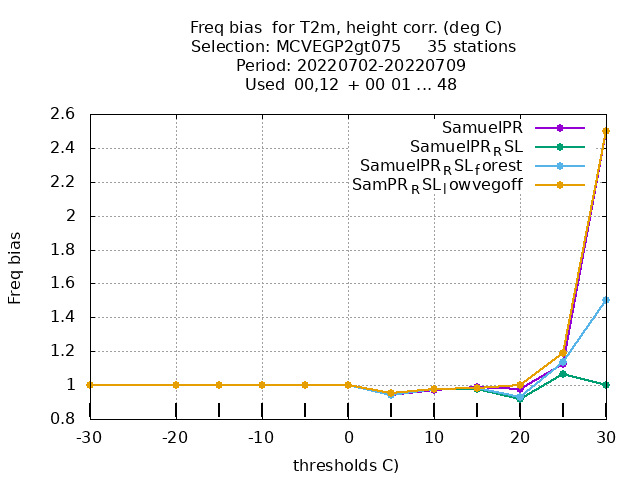 Freq bias  for T2m, height corr. (deg C)
Selection: MCVEGP2gt075     35 stations
Period: 20220702-20220709
Used  00,12  + 00 01 ... 48
SamuelPR
SamuelPR_RSL
SamuelPR_RSL_forest
SamPR_RSL_lowvegoff
2.6
2.4
2.2
2
1.8
1.6
1.4
1.2
1
0.8
Freq bias
-30 -20 -10 0 10 20 30
thresholds C)